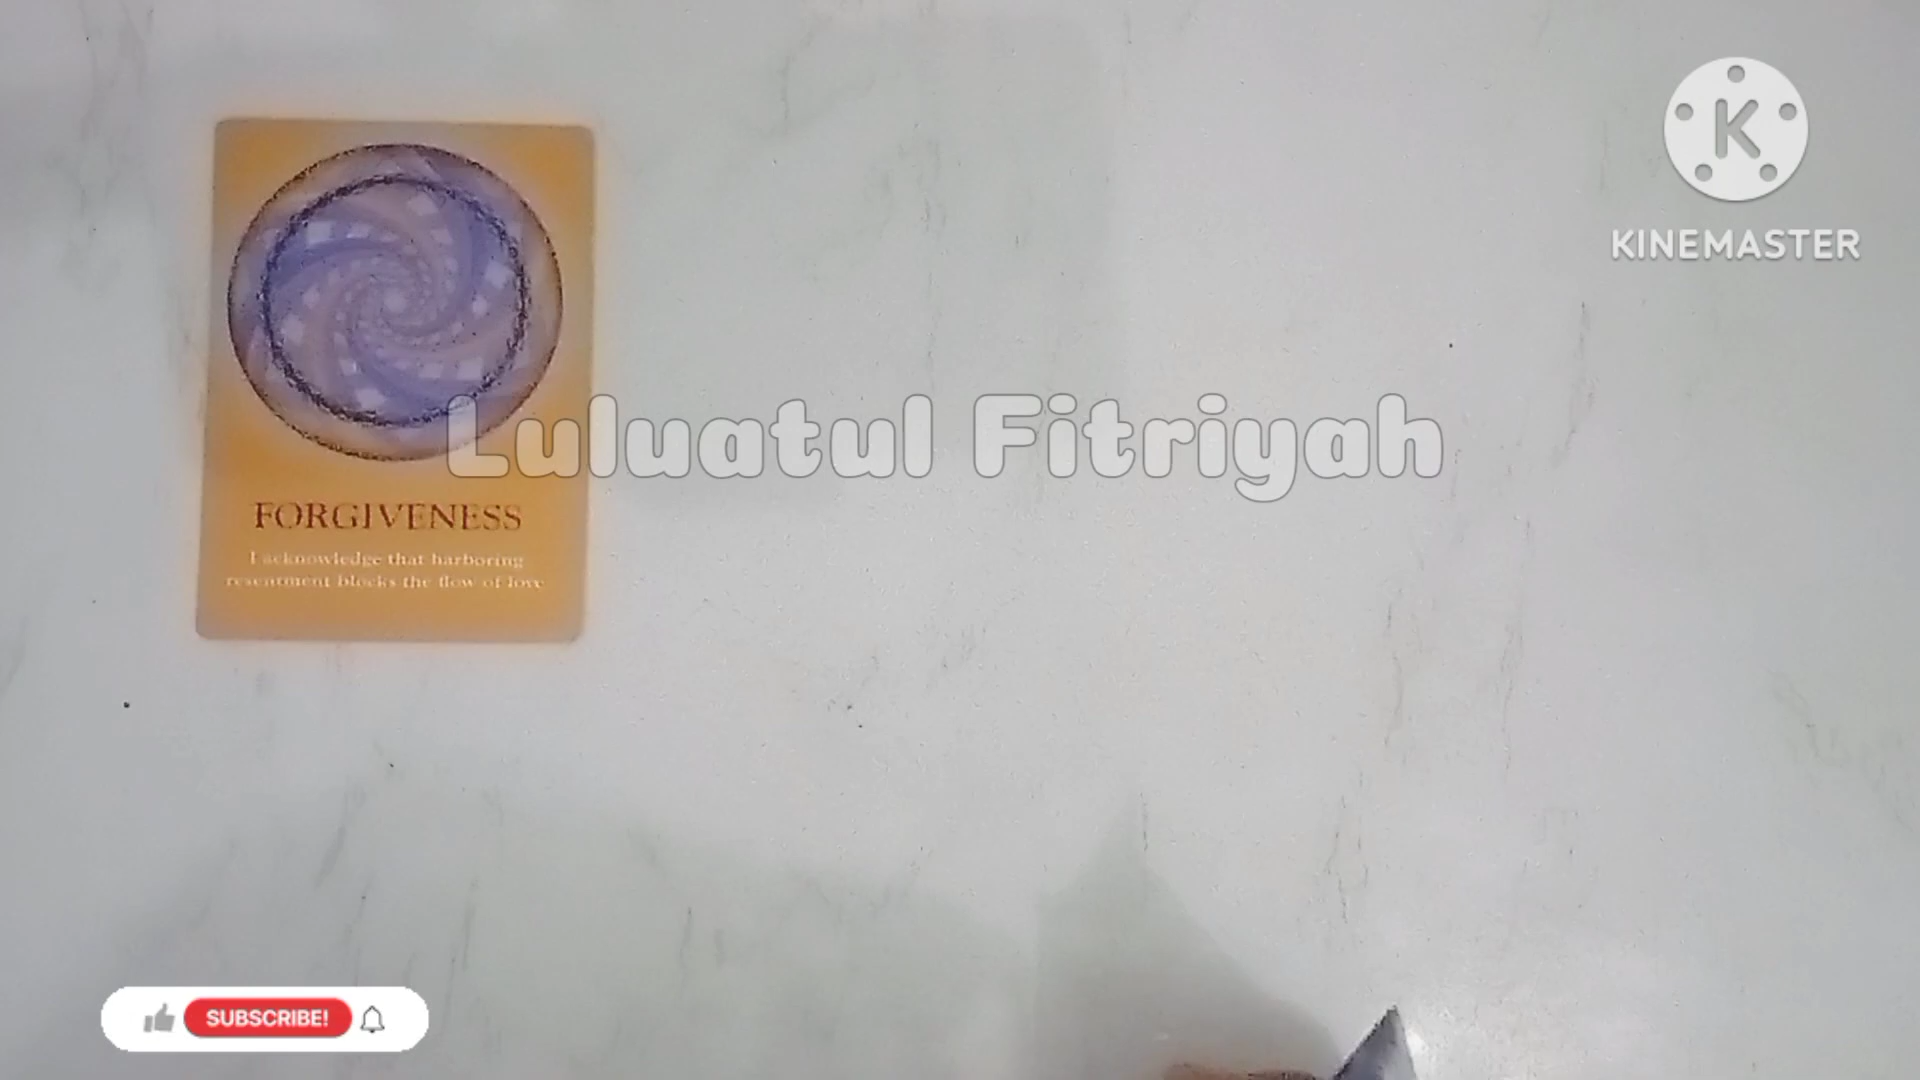 K
KINEMASTER
Luluatul Fitriyah
FORGIVENESS
I acknowledge that harboring
resentment blocks the flow of love
SUBSCRIBE!